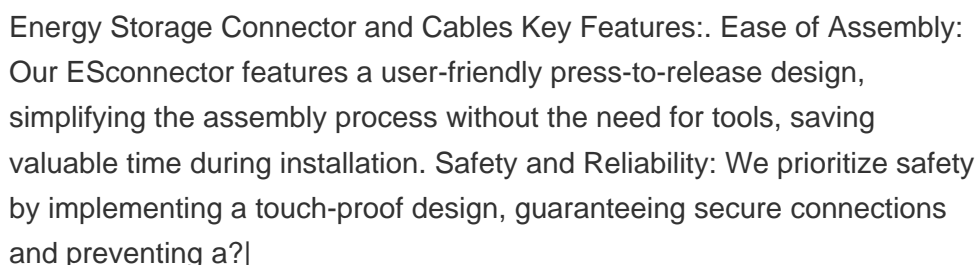 Energy Storage Connector and Cables Key Features:. Ease of Assembly:
Our ESconnector features a user-friendly press-to-release design,
simplifying the assembly process without the need for tools, saving
valuable time during installation. Safety and Reliability: We prioritize safety
by implementing a touch-proof design, guaranteeing secure connections
and preventing a?|